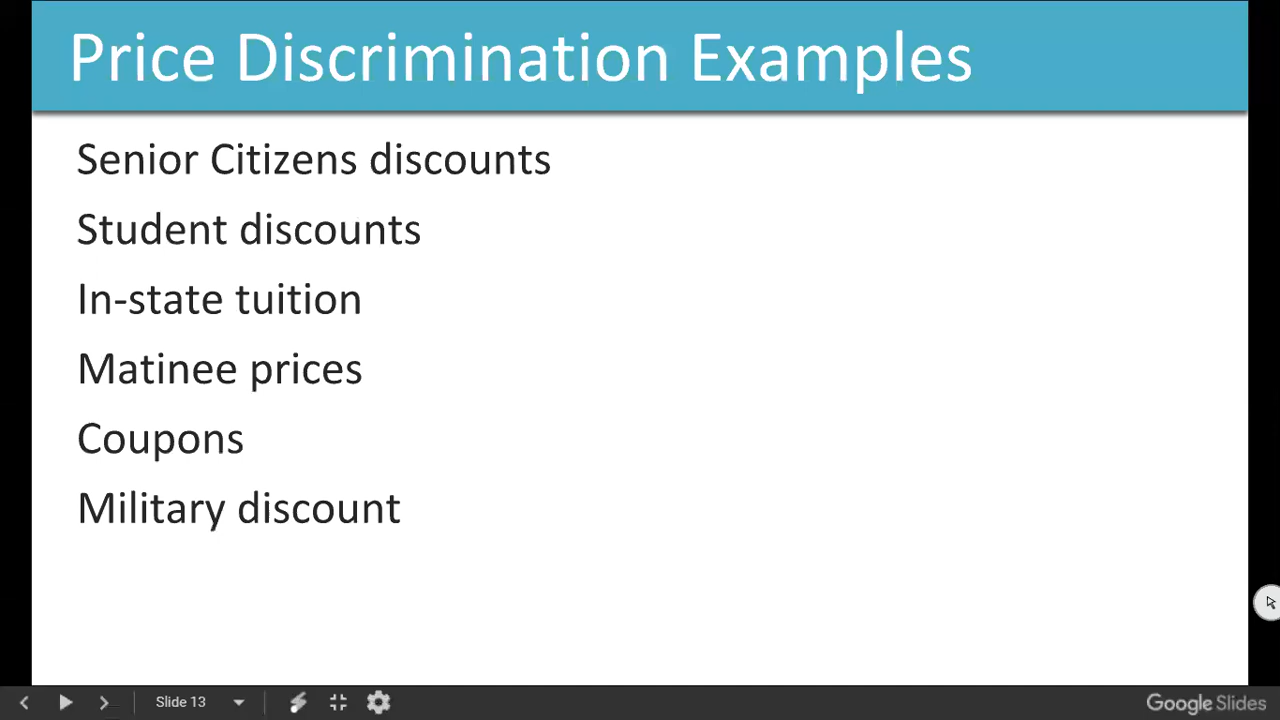 Price Discrimination Examples
Senior Citizens discounts
Student discounts
In-state tuition
Matinee prices
Coupons
Military discount
Slide 13
Google Slides